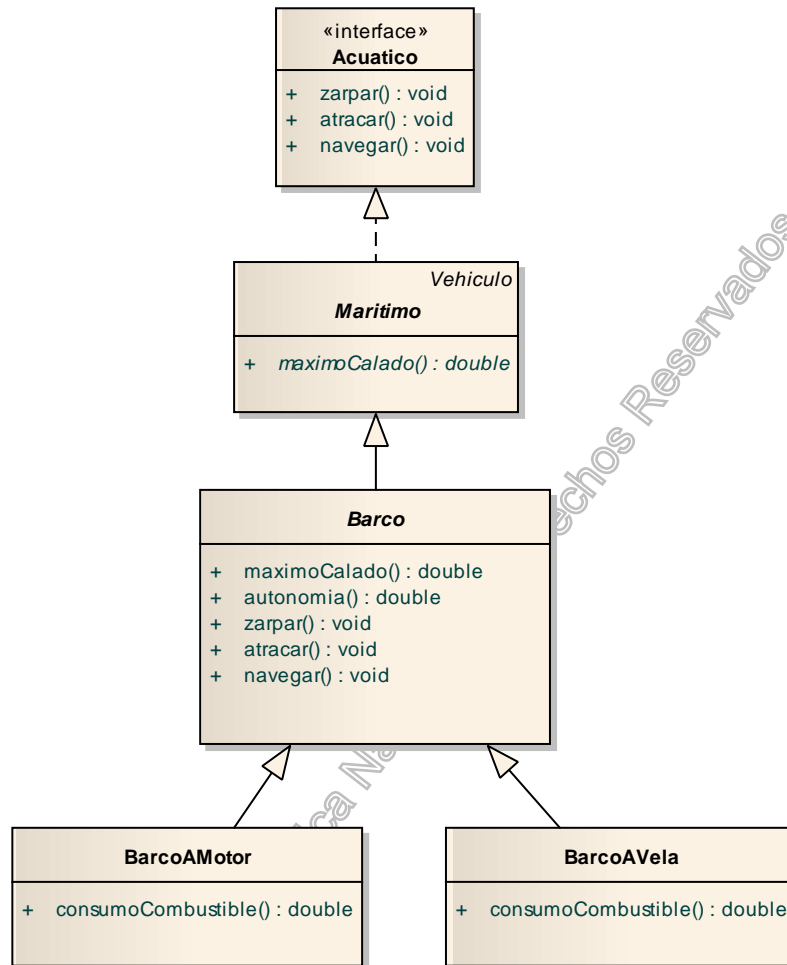 «interface»
Acuatico
+ zarpar() : void
+ atracar() : void
+ navegar() : void
Vehiculo
Maritimo
+ maximoCalado() : double
Barco
+ maximoCalado() : double
+ autonomia() : double
+ zarpar() : void
+ atracar() : void
+ navegar() : void
BarcoAMotor
+ consumoCombustible() : double
BarcoAVela
+ consumoCombustible() : double
Reservados